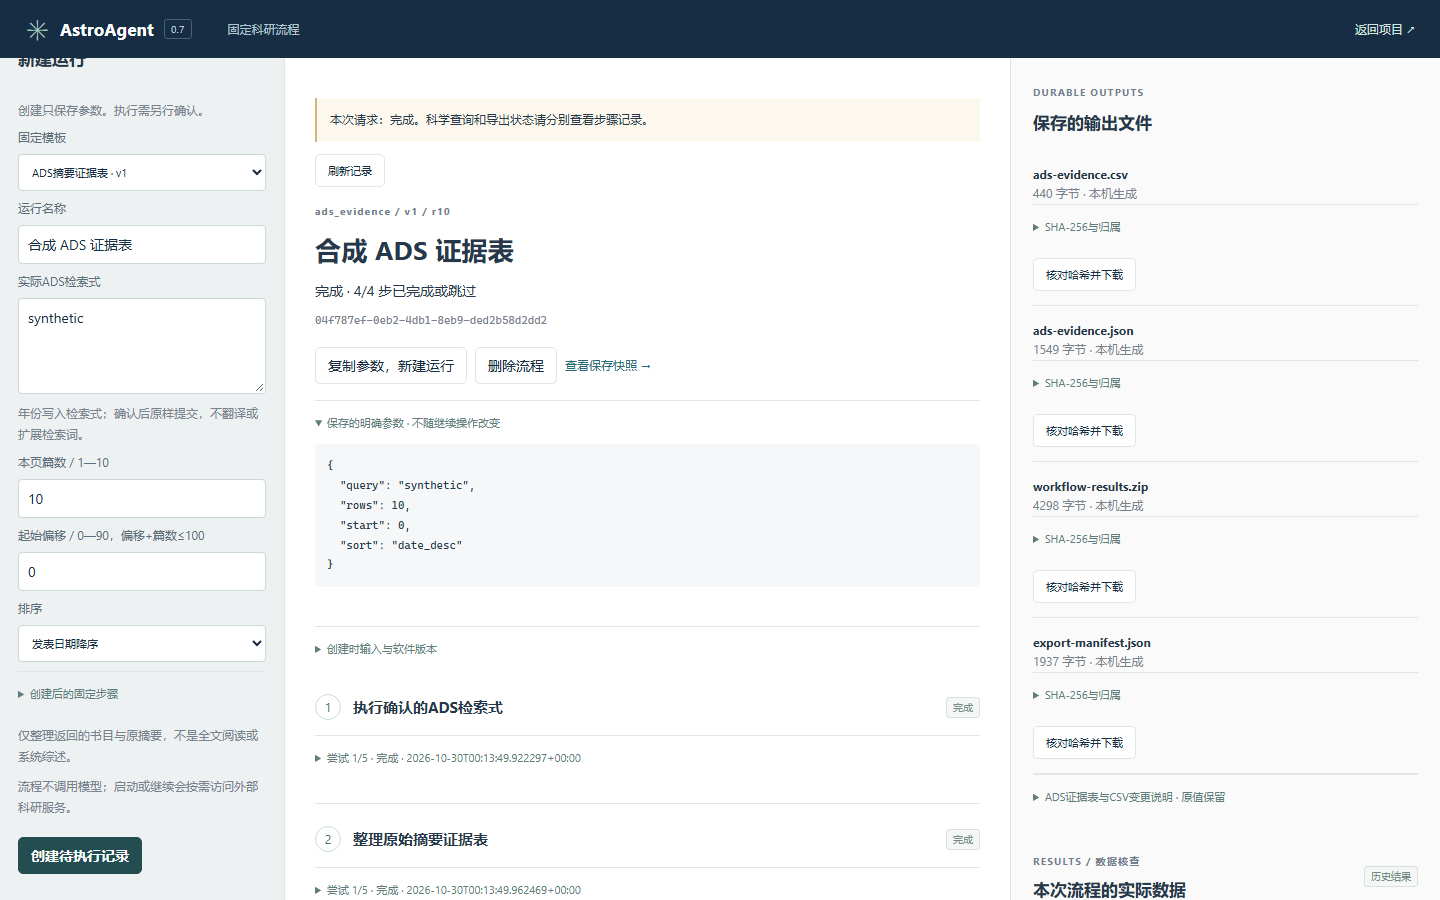 AstroAgent
0.7
固定科研流程
返回项目 ↗
新建运行
创建只保存参数。执行需另行确认。
固定模板
ADS摘要证据表 · v1
运行名称
合成 ADS 证据表
实际ADS检索式
synthetic
年份写入检索式；确认后原样提交，不翻译或
扩展检索词。
本页篇数 / 1—10
10
起始偏移 / 0—90，偏移+篇数≤100
0
排序
发表日期降序
▶ 创建后的固定步骤
仅整理返回的书目与原摘要，不是全文阅读或
系统综述。
流程不调用模型；启动或继续会按需访问外部
科研服务。
创建待执行记录
本次请求：完成。科学查询和导出状态请分别查看步骤记录。
刷新记录
ads_evidence / v1 / r10
合成 ADS 证据表
完成 · 4/4 步已完成或跳过
04f787ef-0eb2-4db1-8eb9-ded2b58d2dd2
复制参数，新建运行
删除流程
查看保存快照 →
▼ 保存的明确参数 · 不随继续操作改变
{
"query": "synthetic",
"rows": 10,
"start": 0,
"sort": "date_desc"
}
▶ 创建时输入与软件版本
1
执行确认的ADS检索式
完成
▶ 尝试 1/5 · 完成 · 2026-10-30T00:13:49.922297+00:00
2
整理原始摘要证据表
完成
▶ 尝试 1/5 · 完成 · 2026-10-30T00:13:49.962469+00:00
DURABLE OUTPUTS
保存的输出文件
ads-evidence.csv
440 字节 · 本机生成
▶ SHA-256与归属
核对哈希并下载
ads-evidence.json
1549 字节 · 本机生成
▶ SHA-256与归属
核对哈希并下载
workflow-results.zip
4298 字节 · 本机生成
▶ SHA-256与归属
核对哈希并下载
export-manifest.json
1937 字节 · 本机生成
▶ SHA-256与归属
核对哈希并下载
▶ ADS证据表与CSV变更说明 · 原值保留
RESULTS / 数据核查
本次流程的实际数据
历史结果